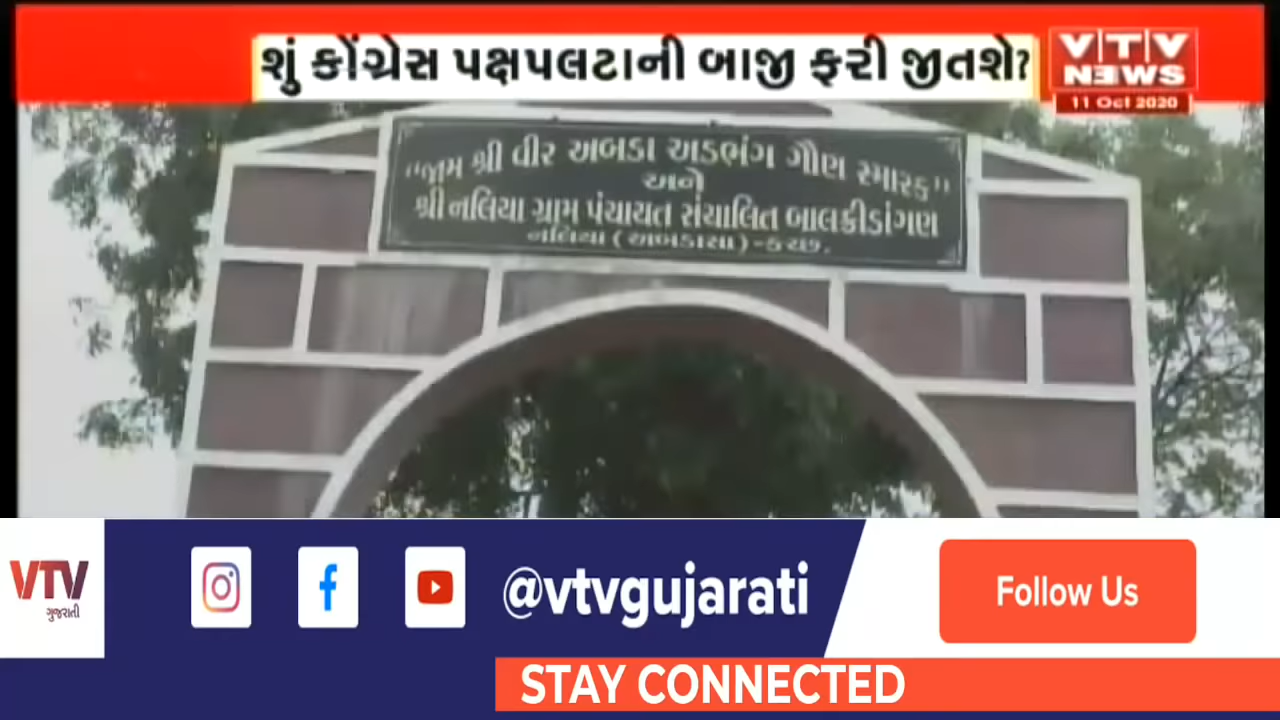 શું કોંગ્રેસ પક્ષપલટાની બાજી ફરી જીતશે?
VTV
NEWS
11 Oct 2020
"જામ શ્રી વીર અબડા અડભંગ ગૌણ સ્મારક"
અને
શ્રી નલિયા ગ્રામ પંચાયત સંચાલિત બાલક્રીડાંગણ
નલિયા (અબડાસા) - કચ્છ.
VTV
ગુજરાતી
@vtvgujarati
Follow Us
STAY CONNECTED